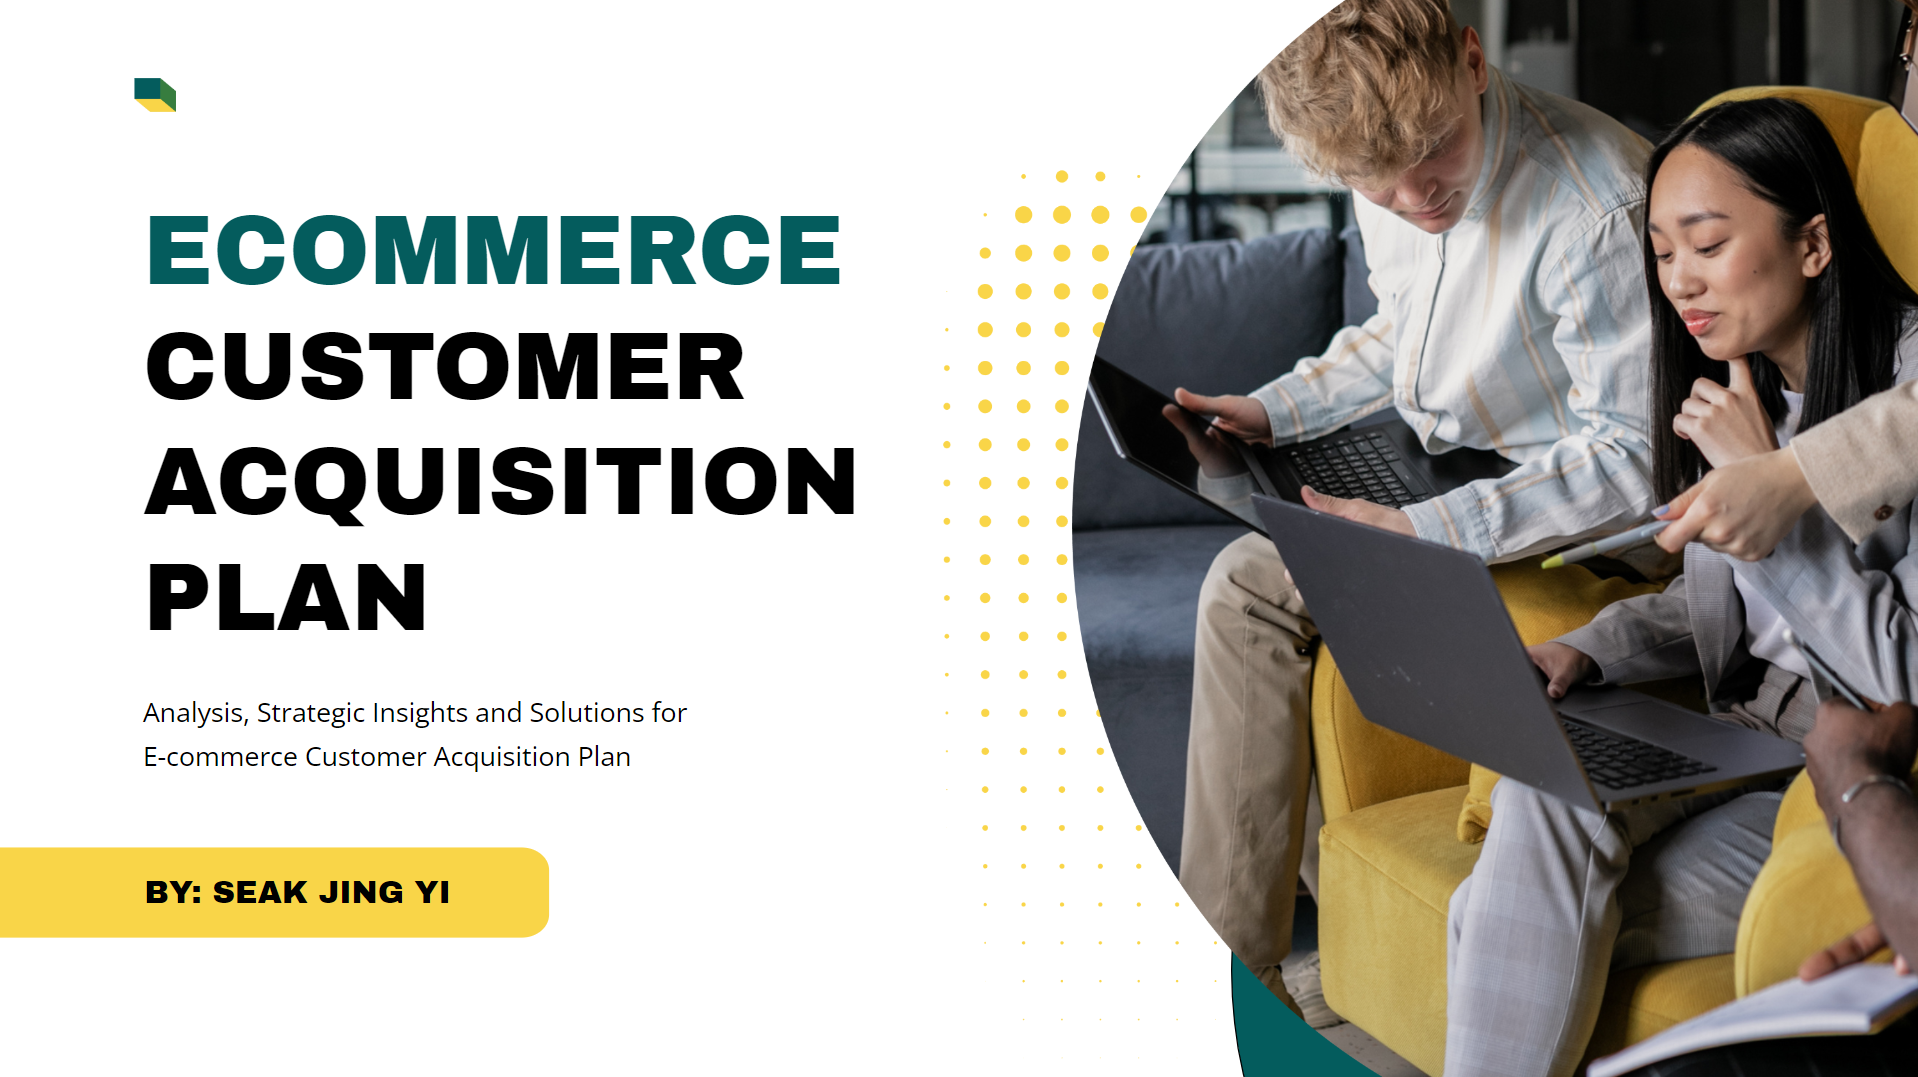 ECOMMERCE
CUSTOMER
ACQUISITION
PLAN
Analysis, Strategic Insights and Solutions for
E-commerce Customer Acquisition Plan
BY: SEAK JING YI